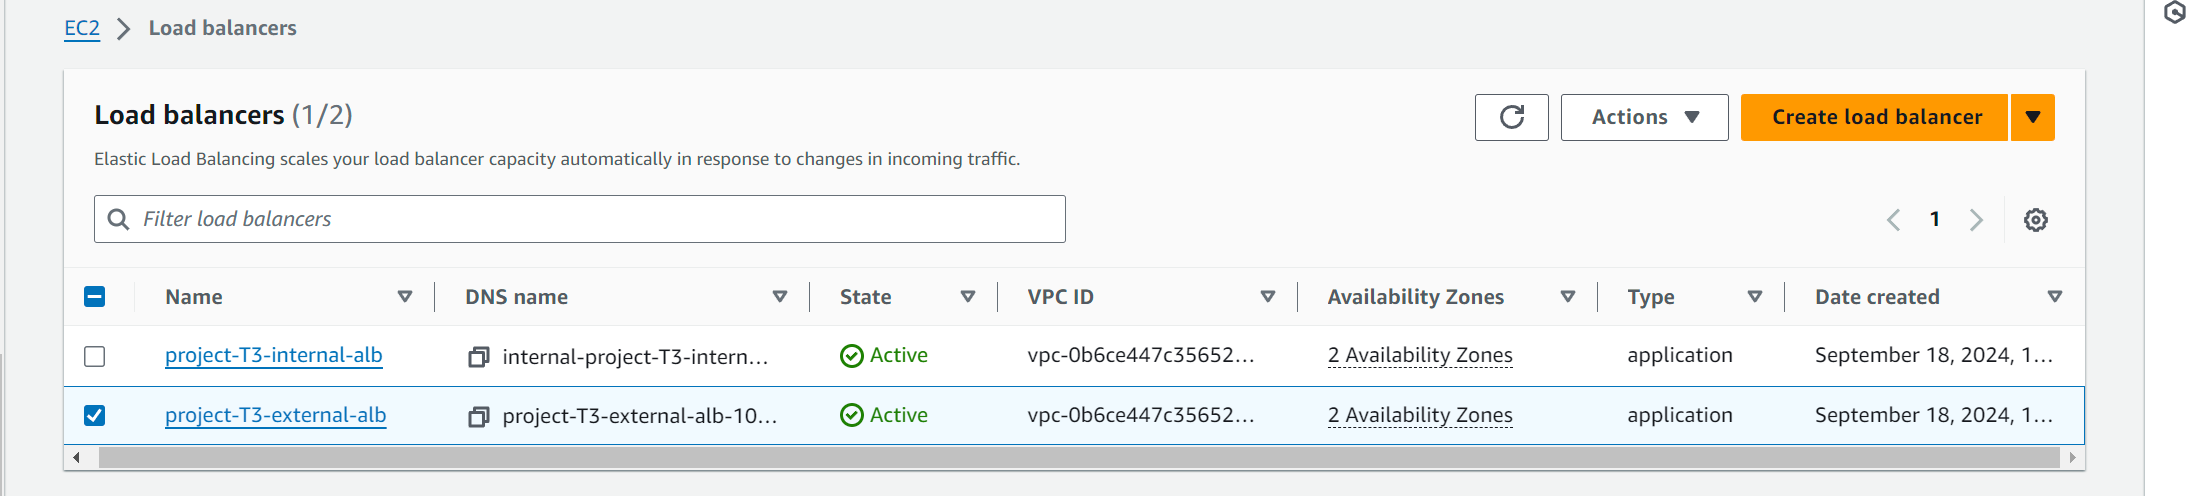 EC2 > Load balancers
Load balancers (1/2)
Actions
Create load balancer
Elastic Load Balancing scales your load balancer capacity automatically in response to changes in incoming traffic.
Filter load balancers
1
Name DNS name State VPC ID Availability Zones Type Date created
project-T3-internal-alb internal-project-T3-intern... Active vpc-0b6ce447c35652... 2 Availability Zones application September 18, 2024, 1...
project-T3-external-alb project-T3-external-alb-10... Active vpc-0b6ce447c35652... 2 Availability Zones application September 18, 2024, 1...